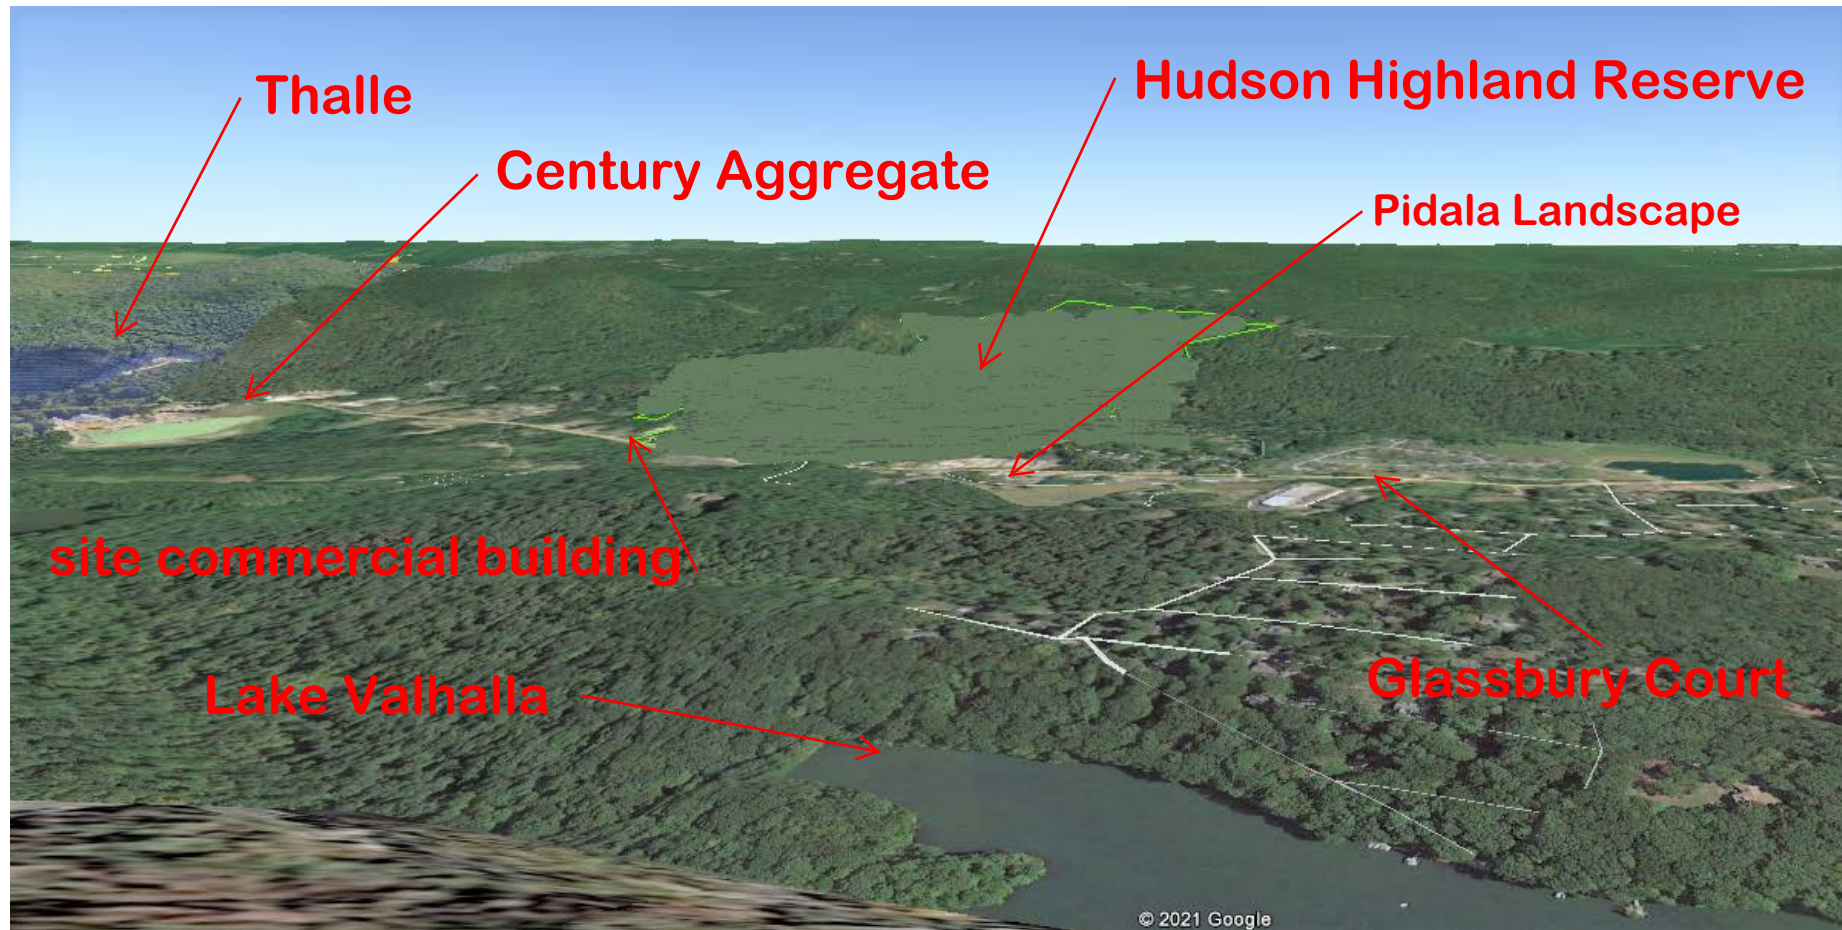 Hudson Highland Reserve
Thalle
Century Aggregate
Pidala Landscape
site commercial building
Glassbury Court
Lake Valhalla
© 2021 Google